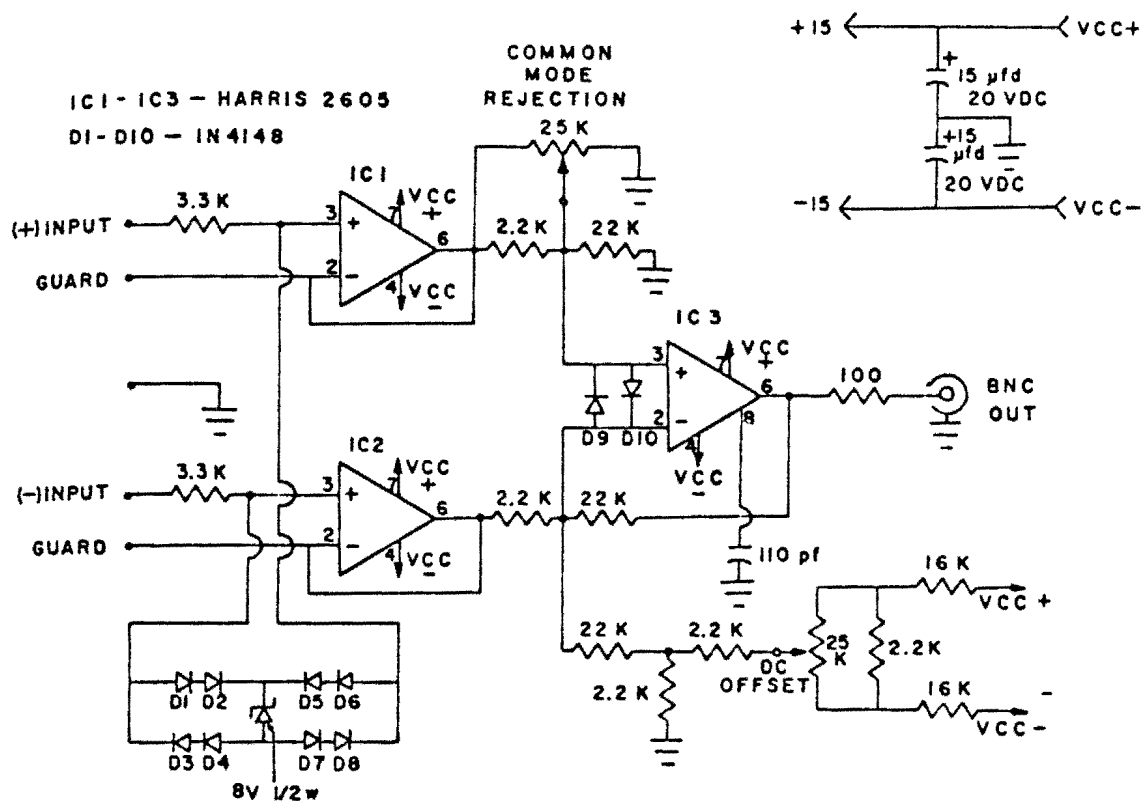 COMMON
MODE
REJECTION
25 K
IC1 - IC3 — HARRIS 2605
D1 - D10 — IN4148
+15
VCC+
+
15 µfd
20 VDC
+15
µfd
20 VDC
-15
VCC-
IC1
3.3 K
(+) INPUT
3
+
7
VCC
+
6
2.2 K
22 K
GUARD
2
-
4
VCC
-
IC 3
3
+
7
VCC
+
6
100
BNC
OUT
2
-
8
D9
D10
4
VCC
-
IC2
3.3 K
(-) INPUT
3
+
7
VCC
+
6
2.2 K
22 K
GUARD
2
-
4
VCC
-
110 pf
16 K
VCC +
22 K
2.2 K
DC
OFFSET
25
K
2.2K
2.2 K
16 K
-
VCC-
D1 D2 D5 D6
D3 D4 D7 D8
8V 1/2 w